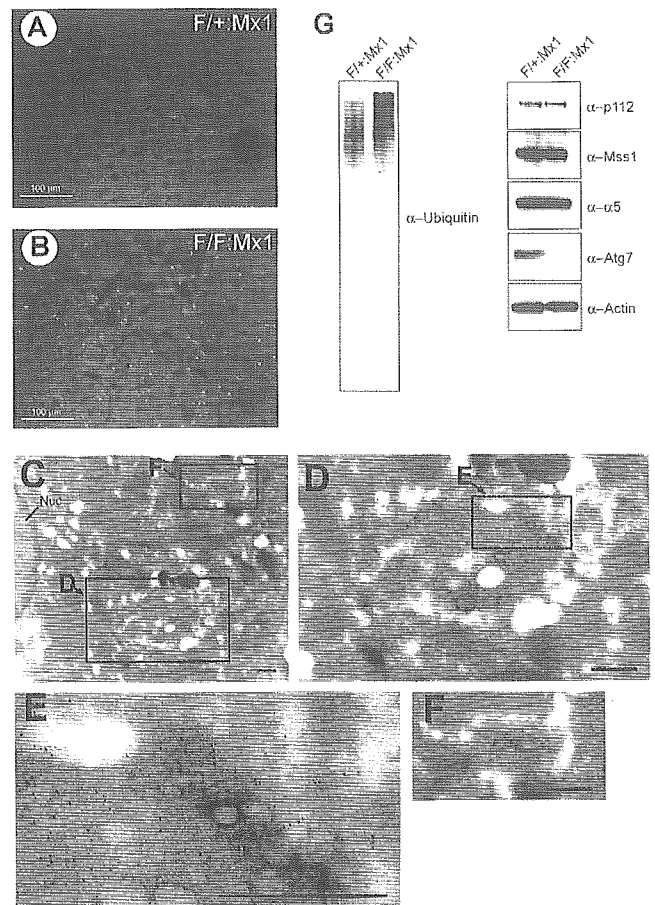 A
F/+:Mx1
100 µm
B
F/F:Mx1
100 µm
G
F/+:Mx1
F/F:Mx1
α–Ubiquitin
F/+:Mx1
F/F:Mx1
α–p112
α–Mss1
α–α5
α–Atg7
α–Actin
C
F
Nuc
D
D
E
E
F